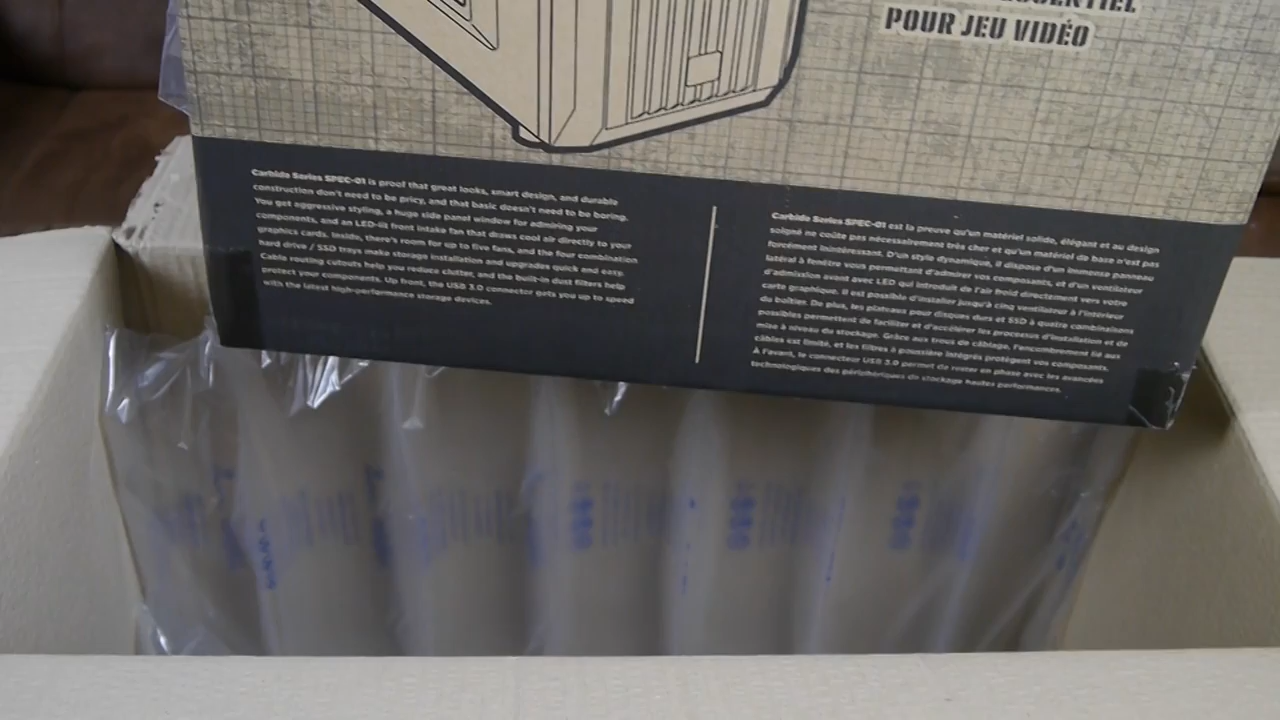 ESSENTIEL
POUR JEU VIDÉO
Carbide Series SPEC-01 is proof that great looks, smart design, and durable
construction don't need to be pricy, and that basic doesn't need to be boring.
You get aggressive styling, a huge side panel window for admiring your
components, and an LED-lit front intake fan that draws cool air directly to your
graphics cards. Inside, there's room for up to five fans, and the four combination
hard drive / SSD trays make storage installation and upgrades quick and easy.
Cable routing cutouts help you reduce clutter, and the built-in dust filters help
protect your components. Up front, the USB 3.0 connector gets you up to speed
with the latest high-performance storage devices.
Carbide Series SPEC-01 est la preuve qu'un matériel solide, élégant et au design
soigné ne coûte pas nécessairement très cher et qu'un matériel de base n'est pas
forcément inintéressant. D'un style dynamique, il dispose d'un immense panneau
latéral à fenêtre vous permettant d'admirer vos composants, et d'un ventilateur
d'admission avant avec LED qui introduit de l'air froid directement vers votre
carte graphique. Il est possible d'installer jusqu'à cinq ventilateur à l'intérieur
du boîtier. De plus, les plateaux pour disques durs et SSD à quatre combinaisons
possibles permettent de faciliter et d'accélérer les processus d'installation et de
mise à niveau du stockage. Grâce aux trous de câblage, l'encombrement lié aux
câbles est limité, et les filtres à poussière intégrés protègent vos composants.
À l'avant, le connecteur USB 3.0 permet de rester en phase avec les avancées
technologiques des périphériques de stockage hautes performances.